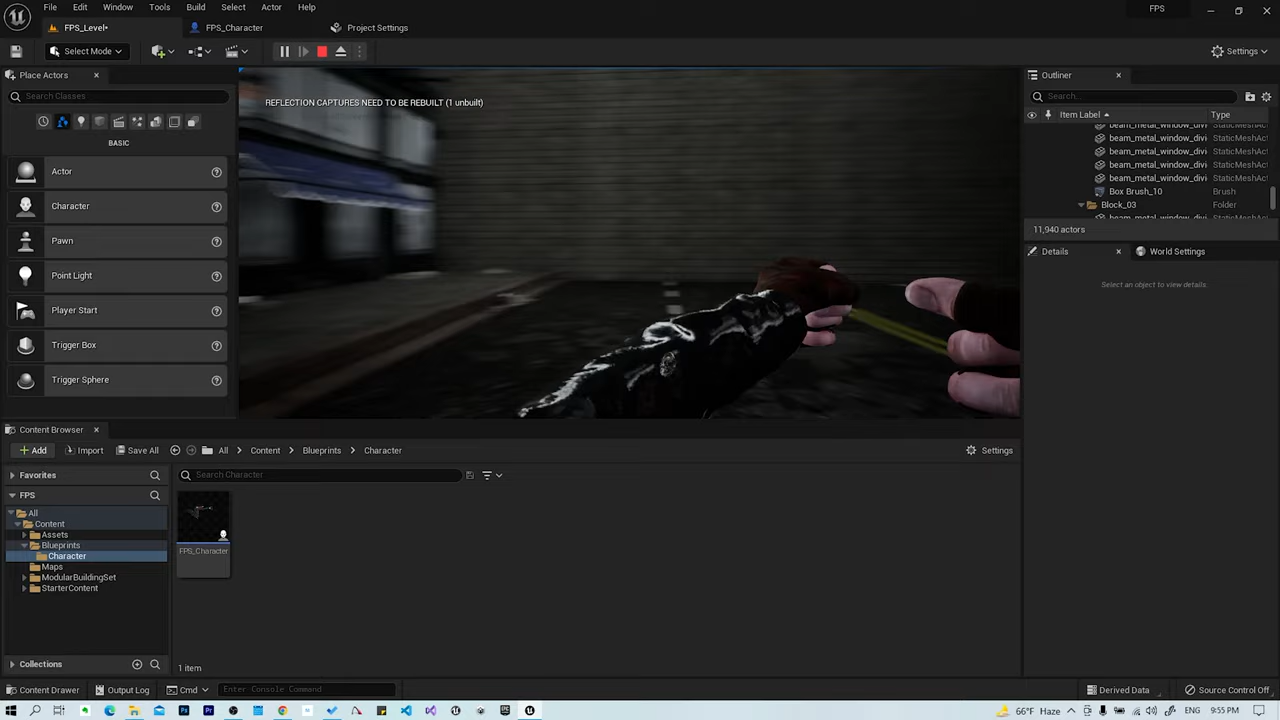 File Edit Window Tools Build Select Actor Help
FPS
FPS_Level•
FPS_Character
Project Settings
Select Mode
Settings
Place Actors
Search Classes
BASIC
Actor
Character
Pawn
Point Light
Player Start
Trigger Box
Trigger Sphere
REFLECTION CAPTURES NEED TO BE REBUILT (1 unbuilt)
Outliner
Search...
Item Label Type
beam_metal_window_divi StaticMeshAct
beam_metal_window_divi StaticMeshAct
beam_metal_window_divi StaticMeshAct
beam_metal_window_divi StaticMeshAct
beam_metal_window_divi StaticMeshAct
Box Brush_10 Brush
Block_03 Folder
beam_metal_window_divi StaticMeshAct
11,940 actors
Details
World Settings
Select an object to view details.
Content Browser
Add
Import
Save All
All
Content
Blueprints
Character
Settings
Favorites
FPS
All
Content
Assets
Blueprints
Character
Maps
ModularBuildingSet
StarterContent
Collections
Search Character
FPS_Character
1 item
Content Drawer
Output Log
Cmd
Enter Console Command
Derived Data
Source Control Off
66°F Haze
ENG
9:55 PM